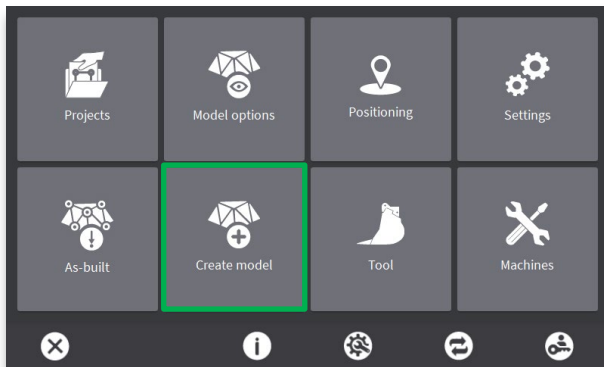 Projects
Model options
Positioning
Settings
As-built
Create model
Tool
Machines